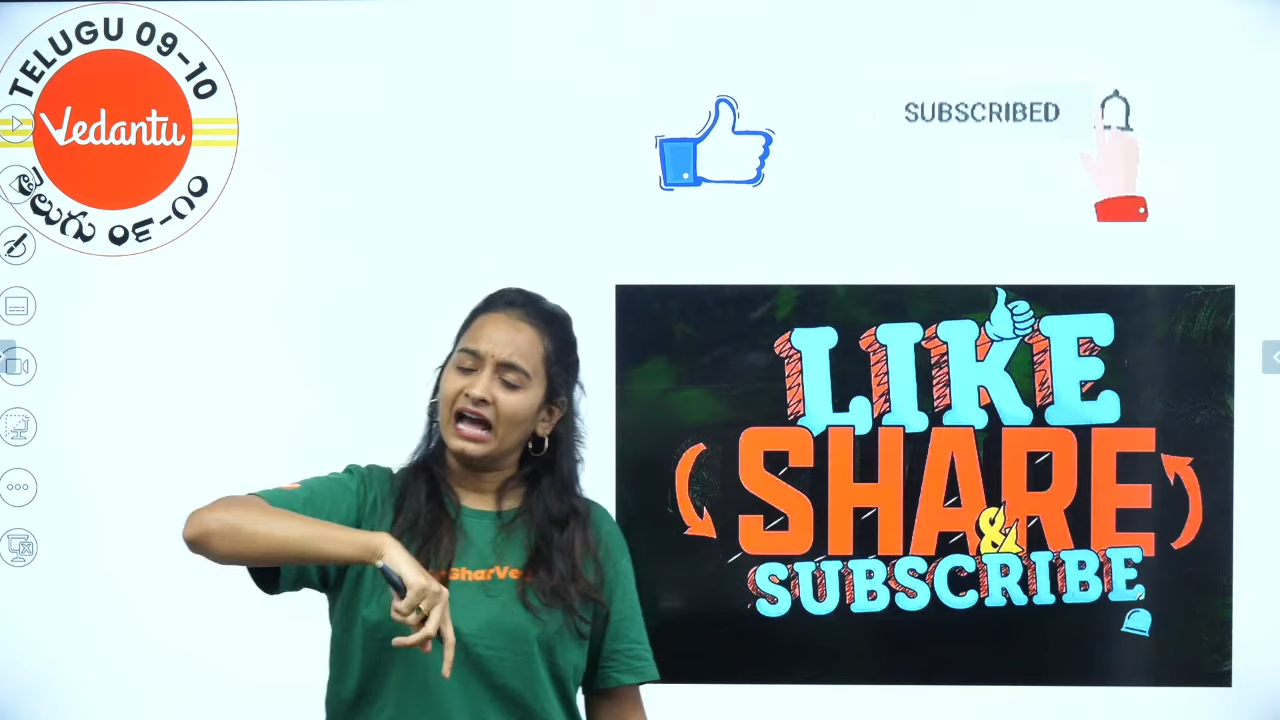 TELUGU 09-10
Vedantu
తెలుగు ౦౯-౧౦
SUBSCRIBED
LIKE
SHARE
&
SUBSCRIBE